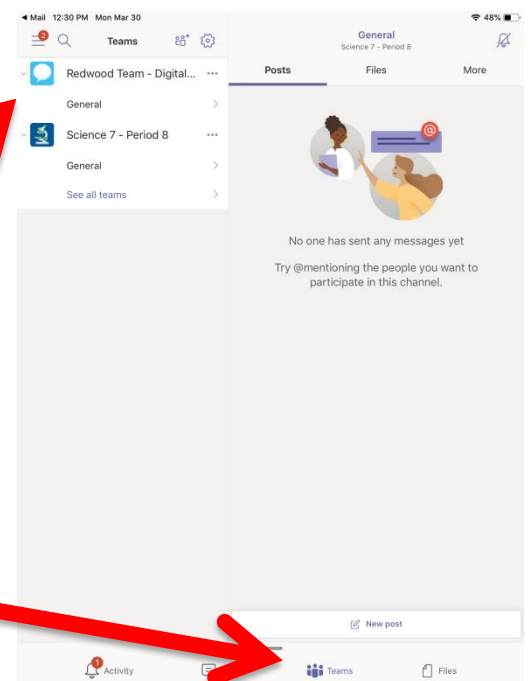 ◀ Mail 12:30 PM Mon Mar 30 48%
2
Teams
General
Science 7 - Period 8
Redwood Team - Digital...
General
Science 7 - Period 8
General
See all teams
Posts Files More
@
No one has sent any messages yet
Try @mentioning the people you want to
participate in this channel.
New post
1
Activity Teams Files